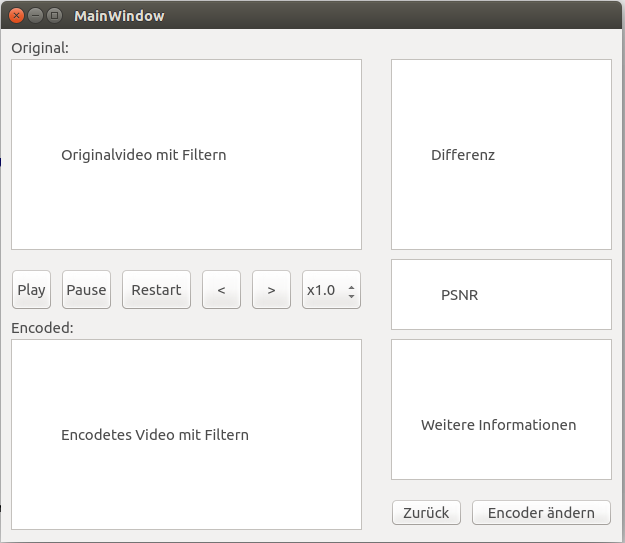 MainWindow
Original:
Originalvideo mit Filtern
Differenz
Play Pause Restart < > x1.0
PSNR
Encoded:
Encodetes Video mit Filtern
Weitere Informationen
Zurück Encoder ändern